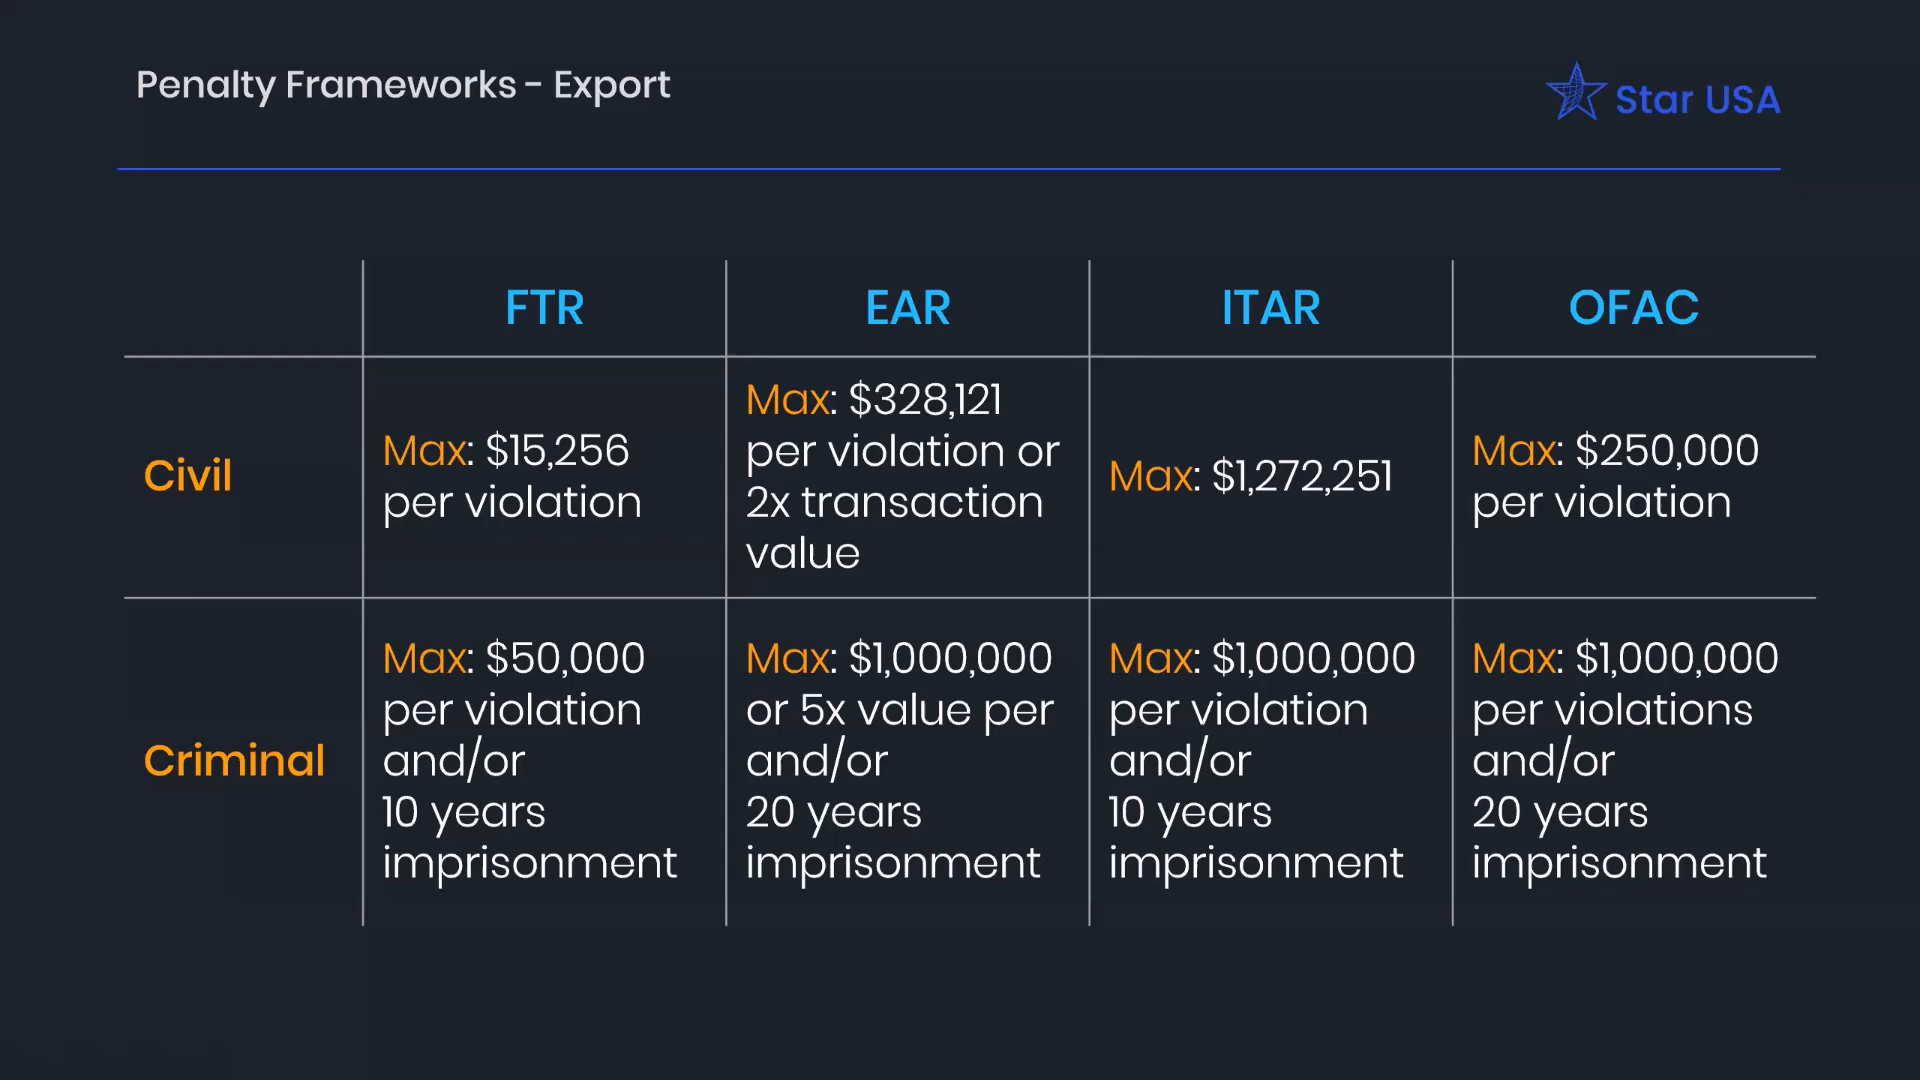 Penalty Frameworks - Export
Star USA
FTR
EAR
ITAR
OFAC
Civil
Max: $15,256
per violation
Max: $328,121
per violation or
2x transaction
value
Max: $1,272,251
Max: $250,000
per violation
Criminal
Max: $50,000
per violation
and/or
10 years
imprisonment
Max: $1,000,000
or 5x value per
and/or
20 years
imprisonment
Max: $1,000,000
per violation
and/or
10 years
imprisonment
Max: $1,000,000
per violations
and/or
20 years
imprisonment